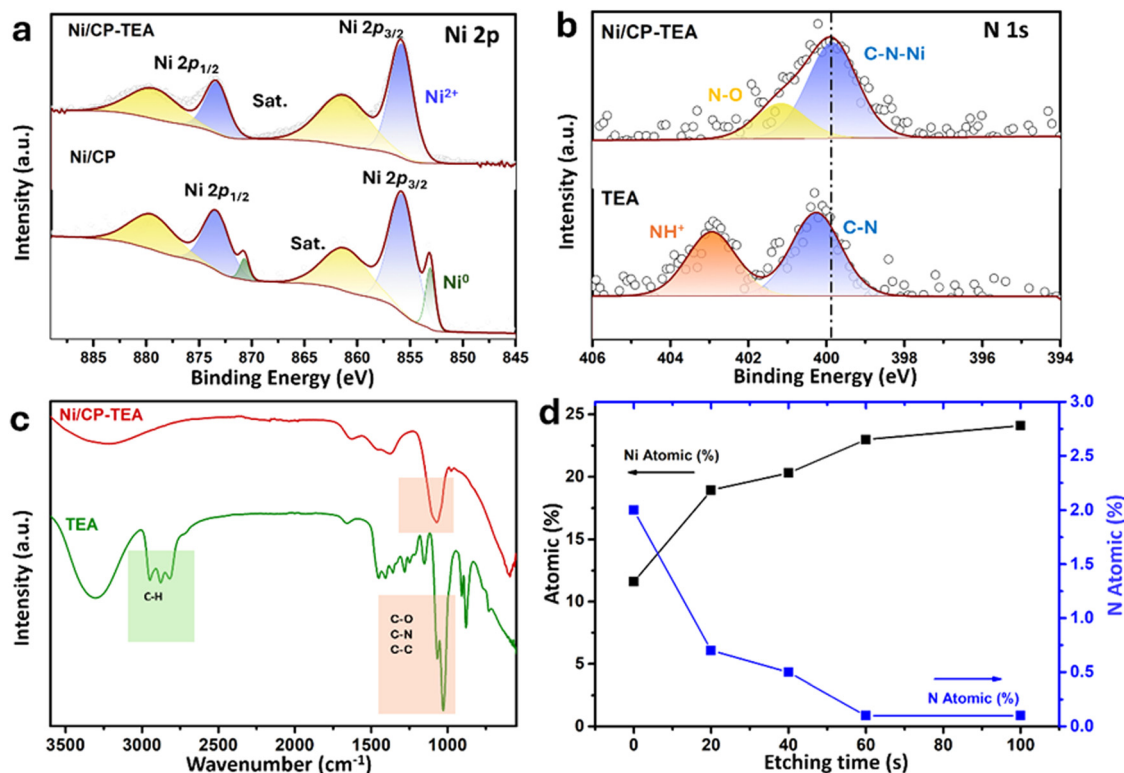 a
Ni/CP-TEA
Ni 2p
Ni 2p3/2
Ni 2p1/2
Sat.
Ni2+
Ni/CP
Ni 2p1/2
Ni 2p3/2
Sat.
Ni0
Intensity (a.u.)
885 880 875 870 865 860 855 850 845
Binding Energy (eV)
b
Ni/CP-TEA
N 1s
C-N-Ni
N-O
TEA
NH+
C-N
Intensity (a.u.)
406 404 402 400 398 396 394
Binding Energy (eV)
c
Ni/CP-TEA
TEA
C-H
C-O
C-N
C-C
Intensity (a.u.)
3500 3000 2500 2000 1500 1000
Wavenumber (cm-1)
d
Ni Atomic (%)
N Atomic (%)
Atomic (%)
25
20
15
10
5
0
N Atomic (%)
3.0
2.5
2.0
1.5
1.0
0.5
0.0
0 20 40 60 80 100
Etching time (s)